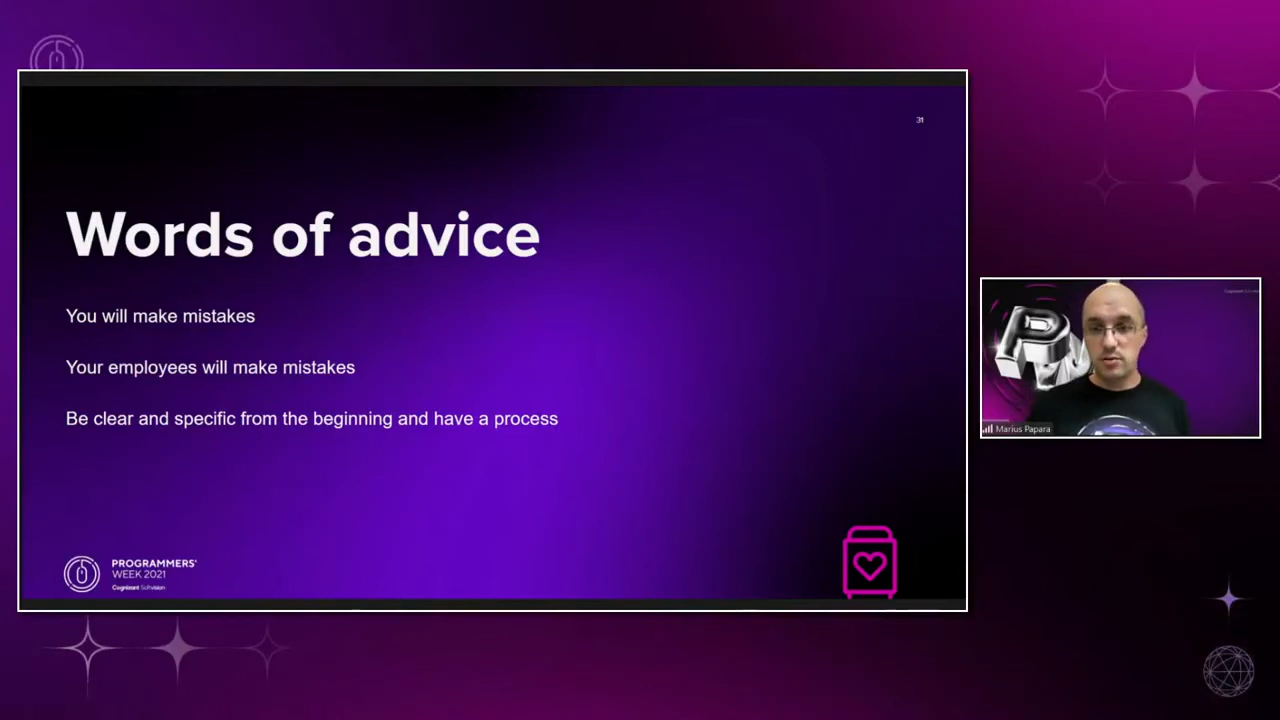 31
Words of advice
You will make mistakes
Your employees will make mistakes
Be clear and specific from the beginning and have a process
PROGRAMMERS'
WEEK 2021
Cognizant Softvision
Marius Papara